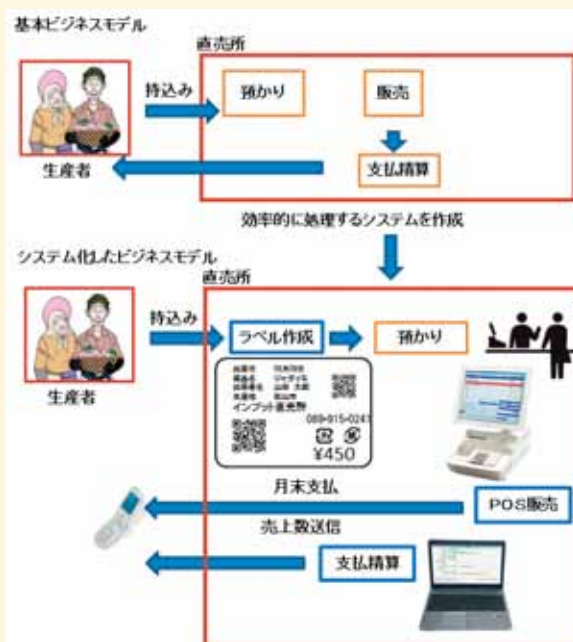 基本ビジネスモデル
直売所
持込み
預かり
販売
生産者
支払精算
効率的に処理するシステムを作成
システム化したビジネスモデル
直売所
持込み
ラベル作成
預かり
生産者
インプット直売所
089-915-0241
¥450
月末支払
POS販売
売上数送信
支払精算